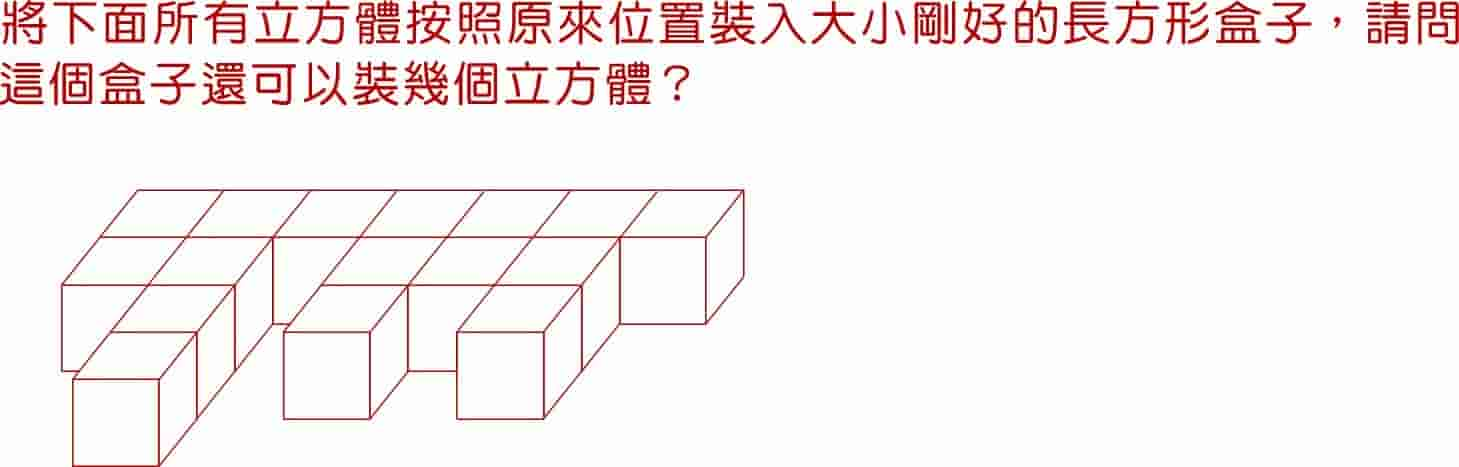 將下面所有立方體按照原來位置裝入大小剛好的長方形盒子，請問
這個盒子還可以裝幾個立方體？